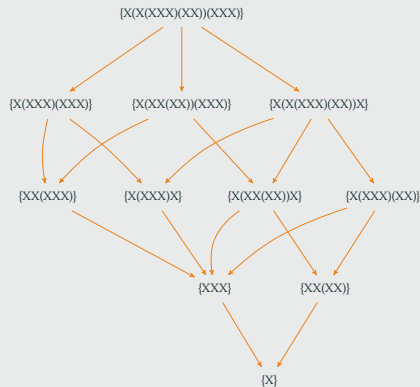 {X(X(XXX)(XX))(XXX)}
{X(XXX)(XXX)} {X(XX(XX))(XXX)} {X(X(XXX)(XX))X}
{XX(XXX)} {X(XXX)X} {X(XX(XX))X} {X(XXX)(XX)}
{XXX} {XX(XX)}
{X}